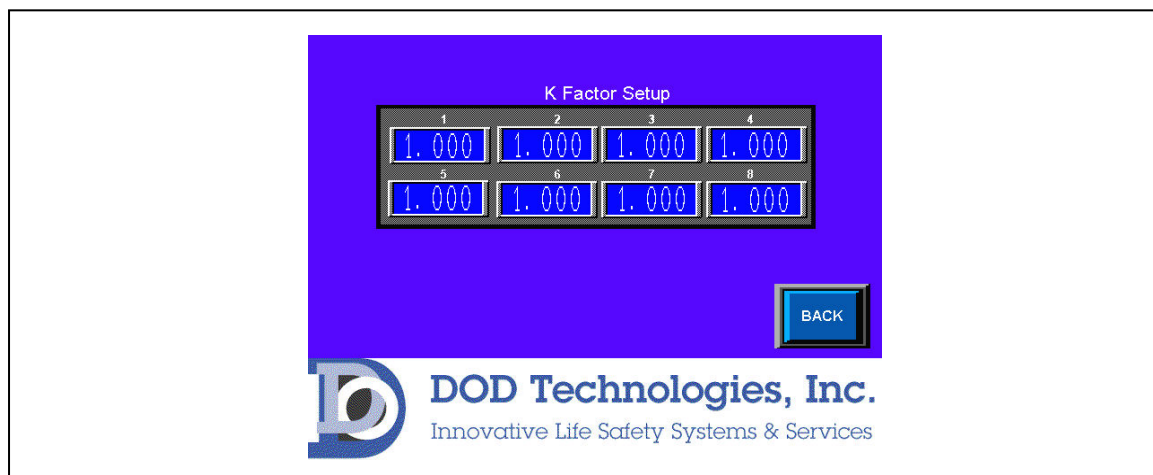 K Factor Setup
1 2 3 4
1.000 1.000 1.000 1.000
5 6 7 8
1.000 1.000 1.000 1.000
BACK
DOD Technologies, Inc.
Innovative Life Safety Systems & Services